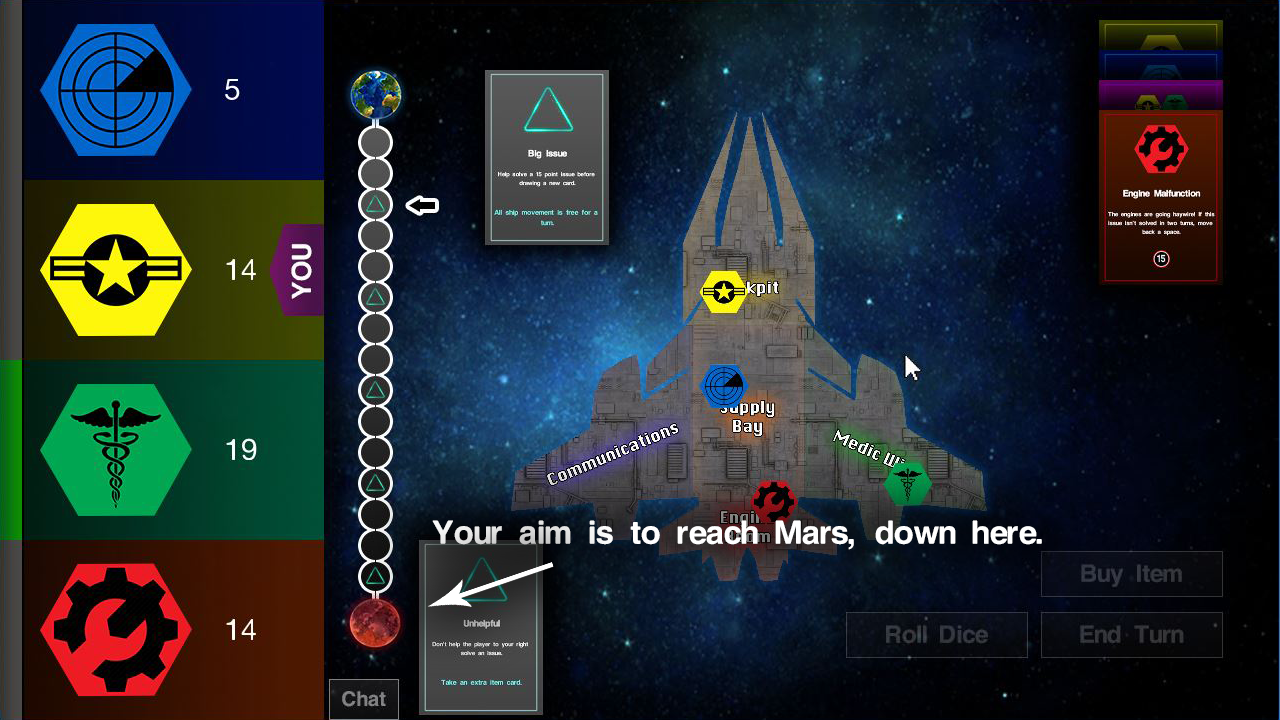 5
14
YOU
19
14
Big Issue
Help solve a 15 point issue before
drawing a new card.
All ship movement is free for a
turn.
kpit
Supply
Bay
Communications
Medic
Engi
Your aim is to reach Mars, down here.
Unhelpful
Don't help the player to your right
solve an issue.
Take an extra item card.
Engine Malfunction
The engines are going haywire! If this
issue isn't solved in two turns, move
back a space.
15
Buy Item
Roll Dice
End Turn
Chat